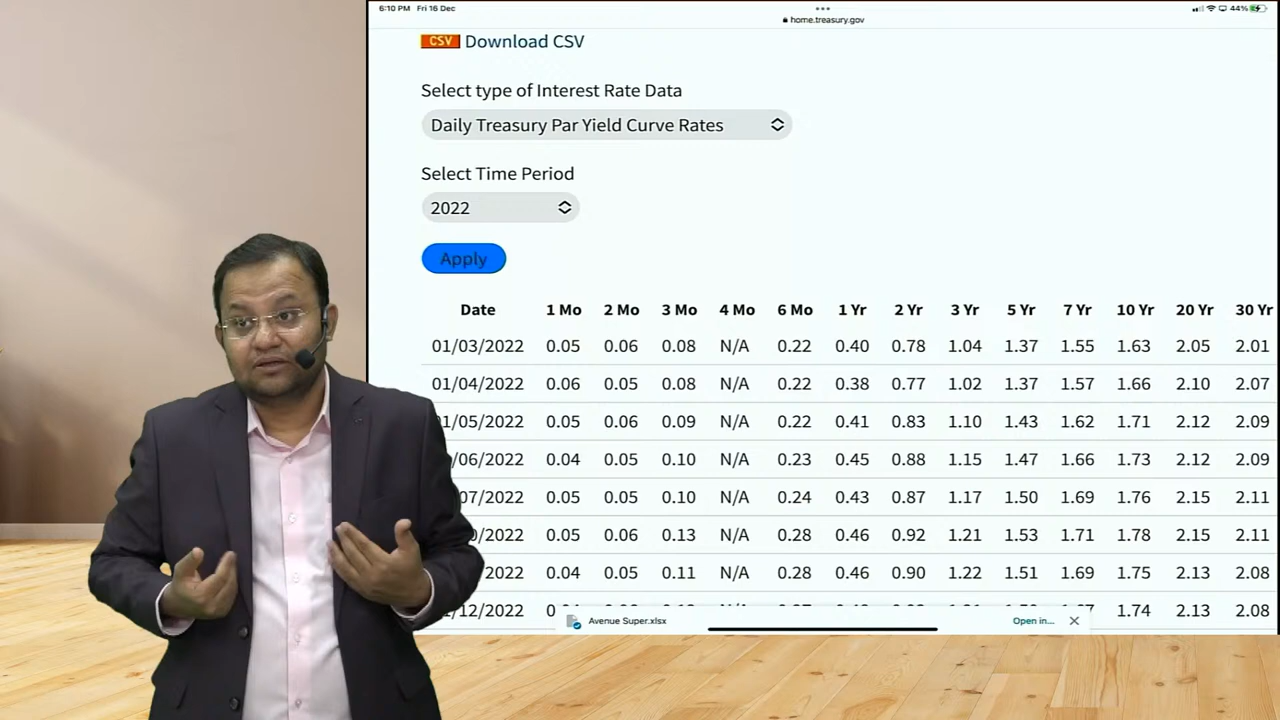 6:10 PM Fri 16 Dec
44%
home.treasury.gov
CSV Download CSV
Select type of Interest Rate Data
Daily Treasury Par Yield Curve Rates
Select Time Period
2022
Apply
Date 1 Mo 2 Mo 3 Mo 4 Mo 6 Mo 1 Yr 2 Yr 3 Yr 5 Yr 7 Yr 10 Yr 20 Yr 30 Yr
01/03/2022 0.05 0.06 0.08 N/A 0.22 0.40 0.78 1.04 1.37 1.55 1.63 2.05 2.01
01/04/2022 0.06 0.05 0.08 N/A 0.22 0.38 0.77 1.02 1.37 1.57 1.66 2.10 2.07
1/05/2022 0.05 0.06 0.09 N/A 0.22 0.41 0.83 1.10 1.43 1.62 1.71 2.12 2.09
/06/2022 0.04 0.05 0.10 N/A 0.23 0.45 0.88 1.15 1.47 1.66 1.73 2.12 2.09
07/2022 0.05 0.05 0.10 N/A 0.24 0.43 0.87 1.17 1.50 1.69 1.76 2.15 2.11
0/2022 0.05 0.06 0.13 N/A 0.28 0.46 0.92 1.21 1.53 1.71 1.78 2.15 2.11
/2022 0.04 0.05 0.11 N/A 0.28 0.46 0.90 1.22 1.51 1.69 1.75 2.13 2.08
/12/2022 1.74 2.13 2.08
Avenue Super.xlsx Open in...